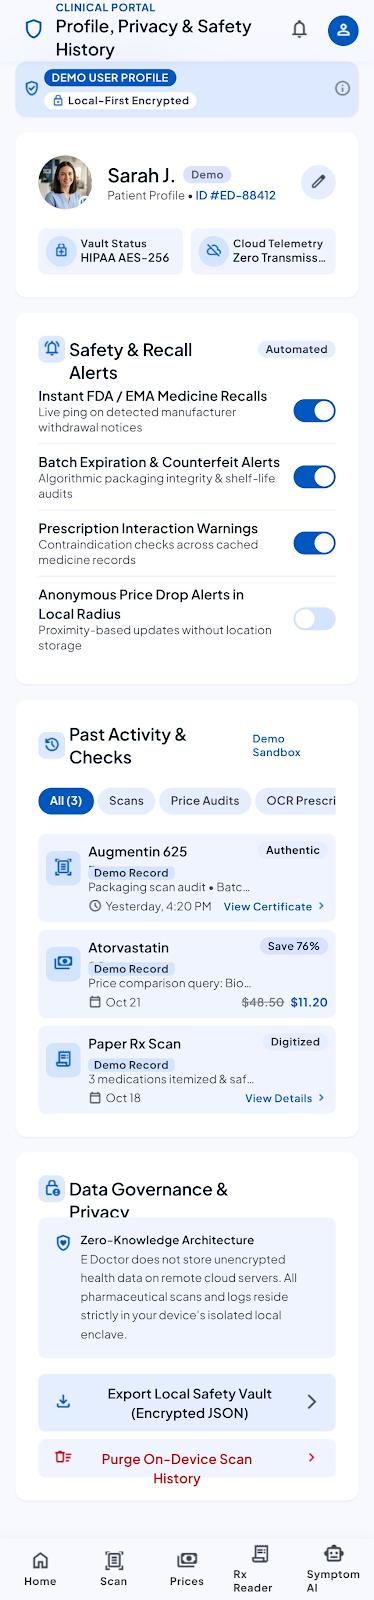 CLINICAL PORTAL
Profile, Privacy & Safety
History
DEMO USER PROFILE
Local-First Encrypted
Sarah J. Demo
Patient Profile • ID #ED-88412
Vault Status
HIPAA AES-256
Cloud Telemetry
Zero Transmiss...
Safety & Recall
Alerts
Automated
Instant FDA / EMA Medicine Recalls
Live ping on detected manufacturer
withdrawal notices
Batch Expiration & Counterfeit Alerts
Algorithmic packaging integrity & shelf-life
audits
Prescription Interaction Warnings
Contraindication checks across cached
medicine records
Anonymous Price Drop Alerts in
Local Radius
Proximity-based updates without location
storage
Past Activity &
Checks
Demo
Sandbox
All (3) Scans Price Audits OCR Prescri
Augmentin 625 Authentic
Demo Record
Packaging scan audit • Batc...
Yesterday, 4:20 PM View Certificate
Atorvastatin Save 76%
Demo Record
Price comparison query: Bio...
Oct 21 $48.50 $11.20
Paper Rx Scan Digitized
Demo Record
3 medications itemized & saf...
Oct 18 View Details
Data Governance &
Privacy
Zero-Knowledge Architecture
E Doctor does not store unencrypted
health data on remote cloud servers. All
pharmaceutical scans and logs reside
strictly in your device's isolated local
enclave.
Export Local Safety Vault
(Encrypted JSON)
Purge On-Device Scan
History
Home
Scan
Prices
Rx
Reader
Symptom
AI